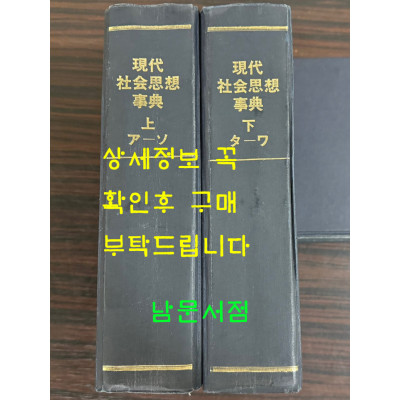 現代
社会思想
事典
上
アーソ
現代
社会思想
事典
下
ターワ
상세정보 꼭
확인후 구매
부탁드립니다
남문서점